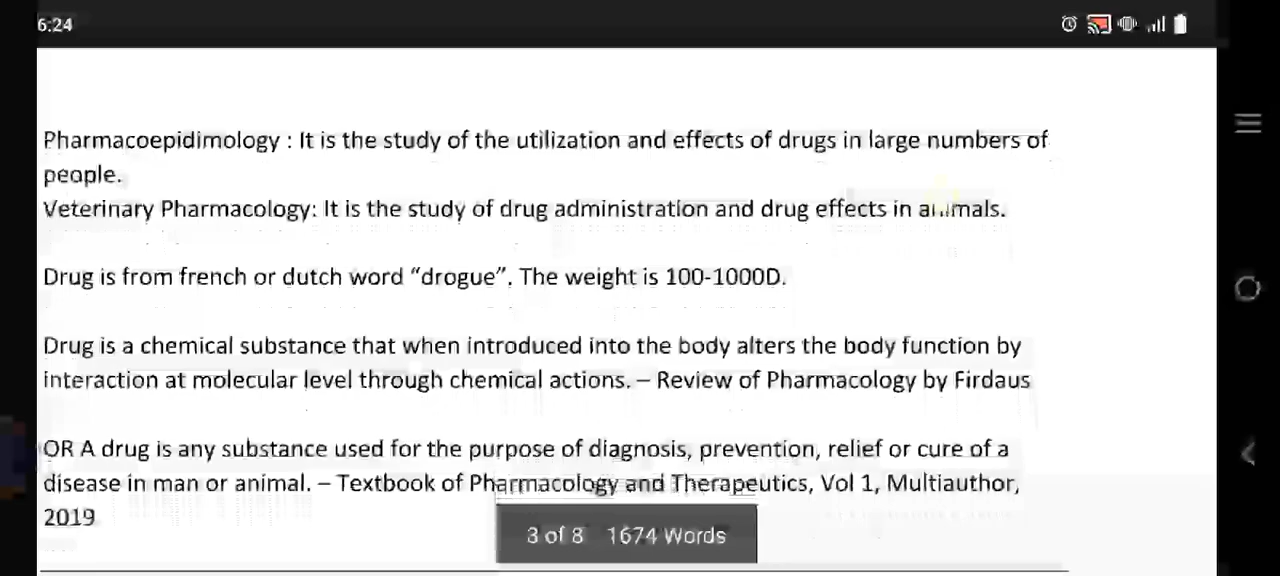 6:24
Pharmacoepidimology : It is the study of the utilization and effects of drugs in large numbers of
people.
Veterinary Pharmacology: It is the study of drug administration and drug effects in animals.
Drug is from french or dutch word “drogue”. The weight is 100-1000D.
Drug is a chemical substance that when introduced into the body alters the body function by
interaction at molecular level through chemical actions. – Review of Pharmacology by Firdaus
OR A drug is any substance used for the purpose of diagnosis, prevention, relief or cure of a
disease in man or animal. – Textbook of Pharmacology and Therapeutics, Vol 1, Multiauthor,
2019
3 of 8 1674 Words